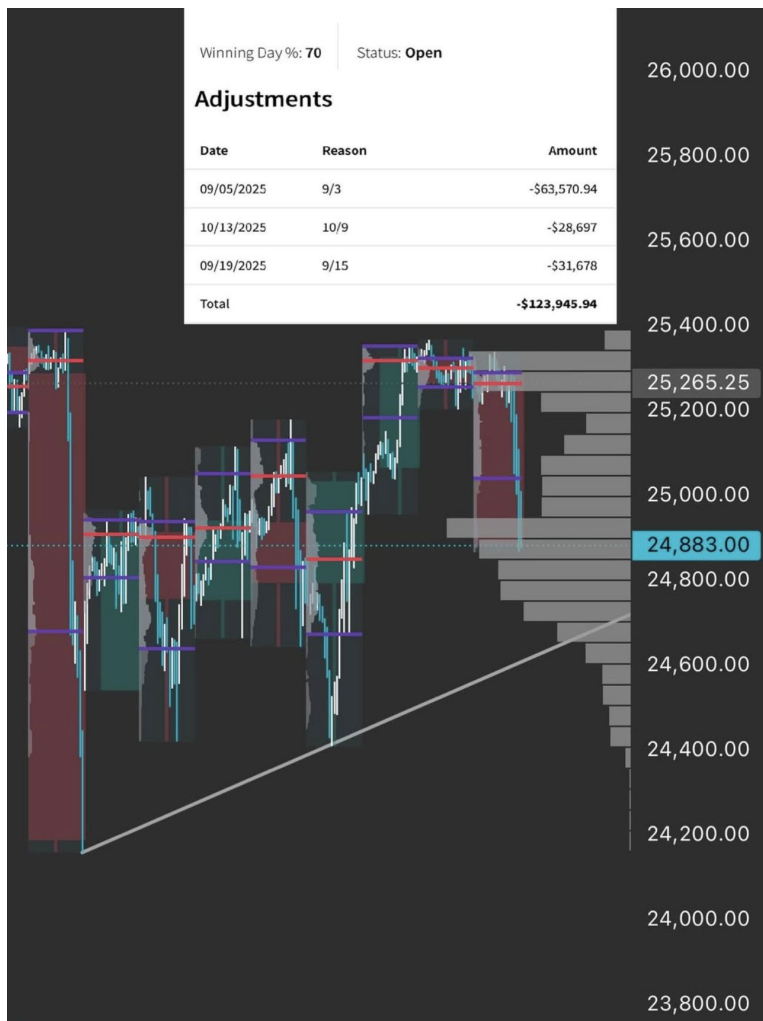 Winning Day %: 70 Status: Open
Adjustments
Date Reason Amount
09/05/2025 9/3 -$63,570.94
10/13/2025 10/9 -$28,697
09/19/2025 9/15 -$31,678
Total -$123,945.94
26,000.00
25,800.00
25,600.00
25,400.00
25,265.25
25,200.00
25,000.00
24,883.00
24,800.00
24,600.00
24,400.00
24,200.00
24,000.00
23,800.00